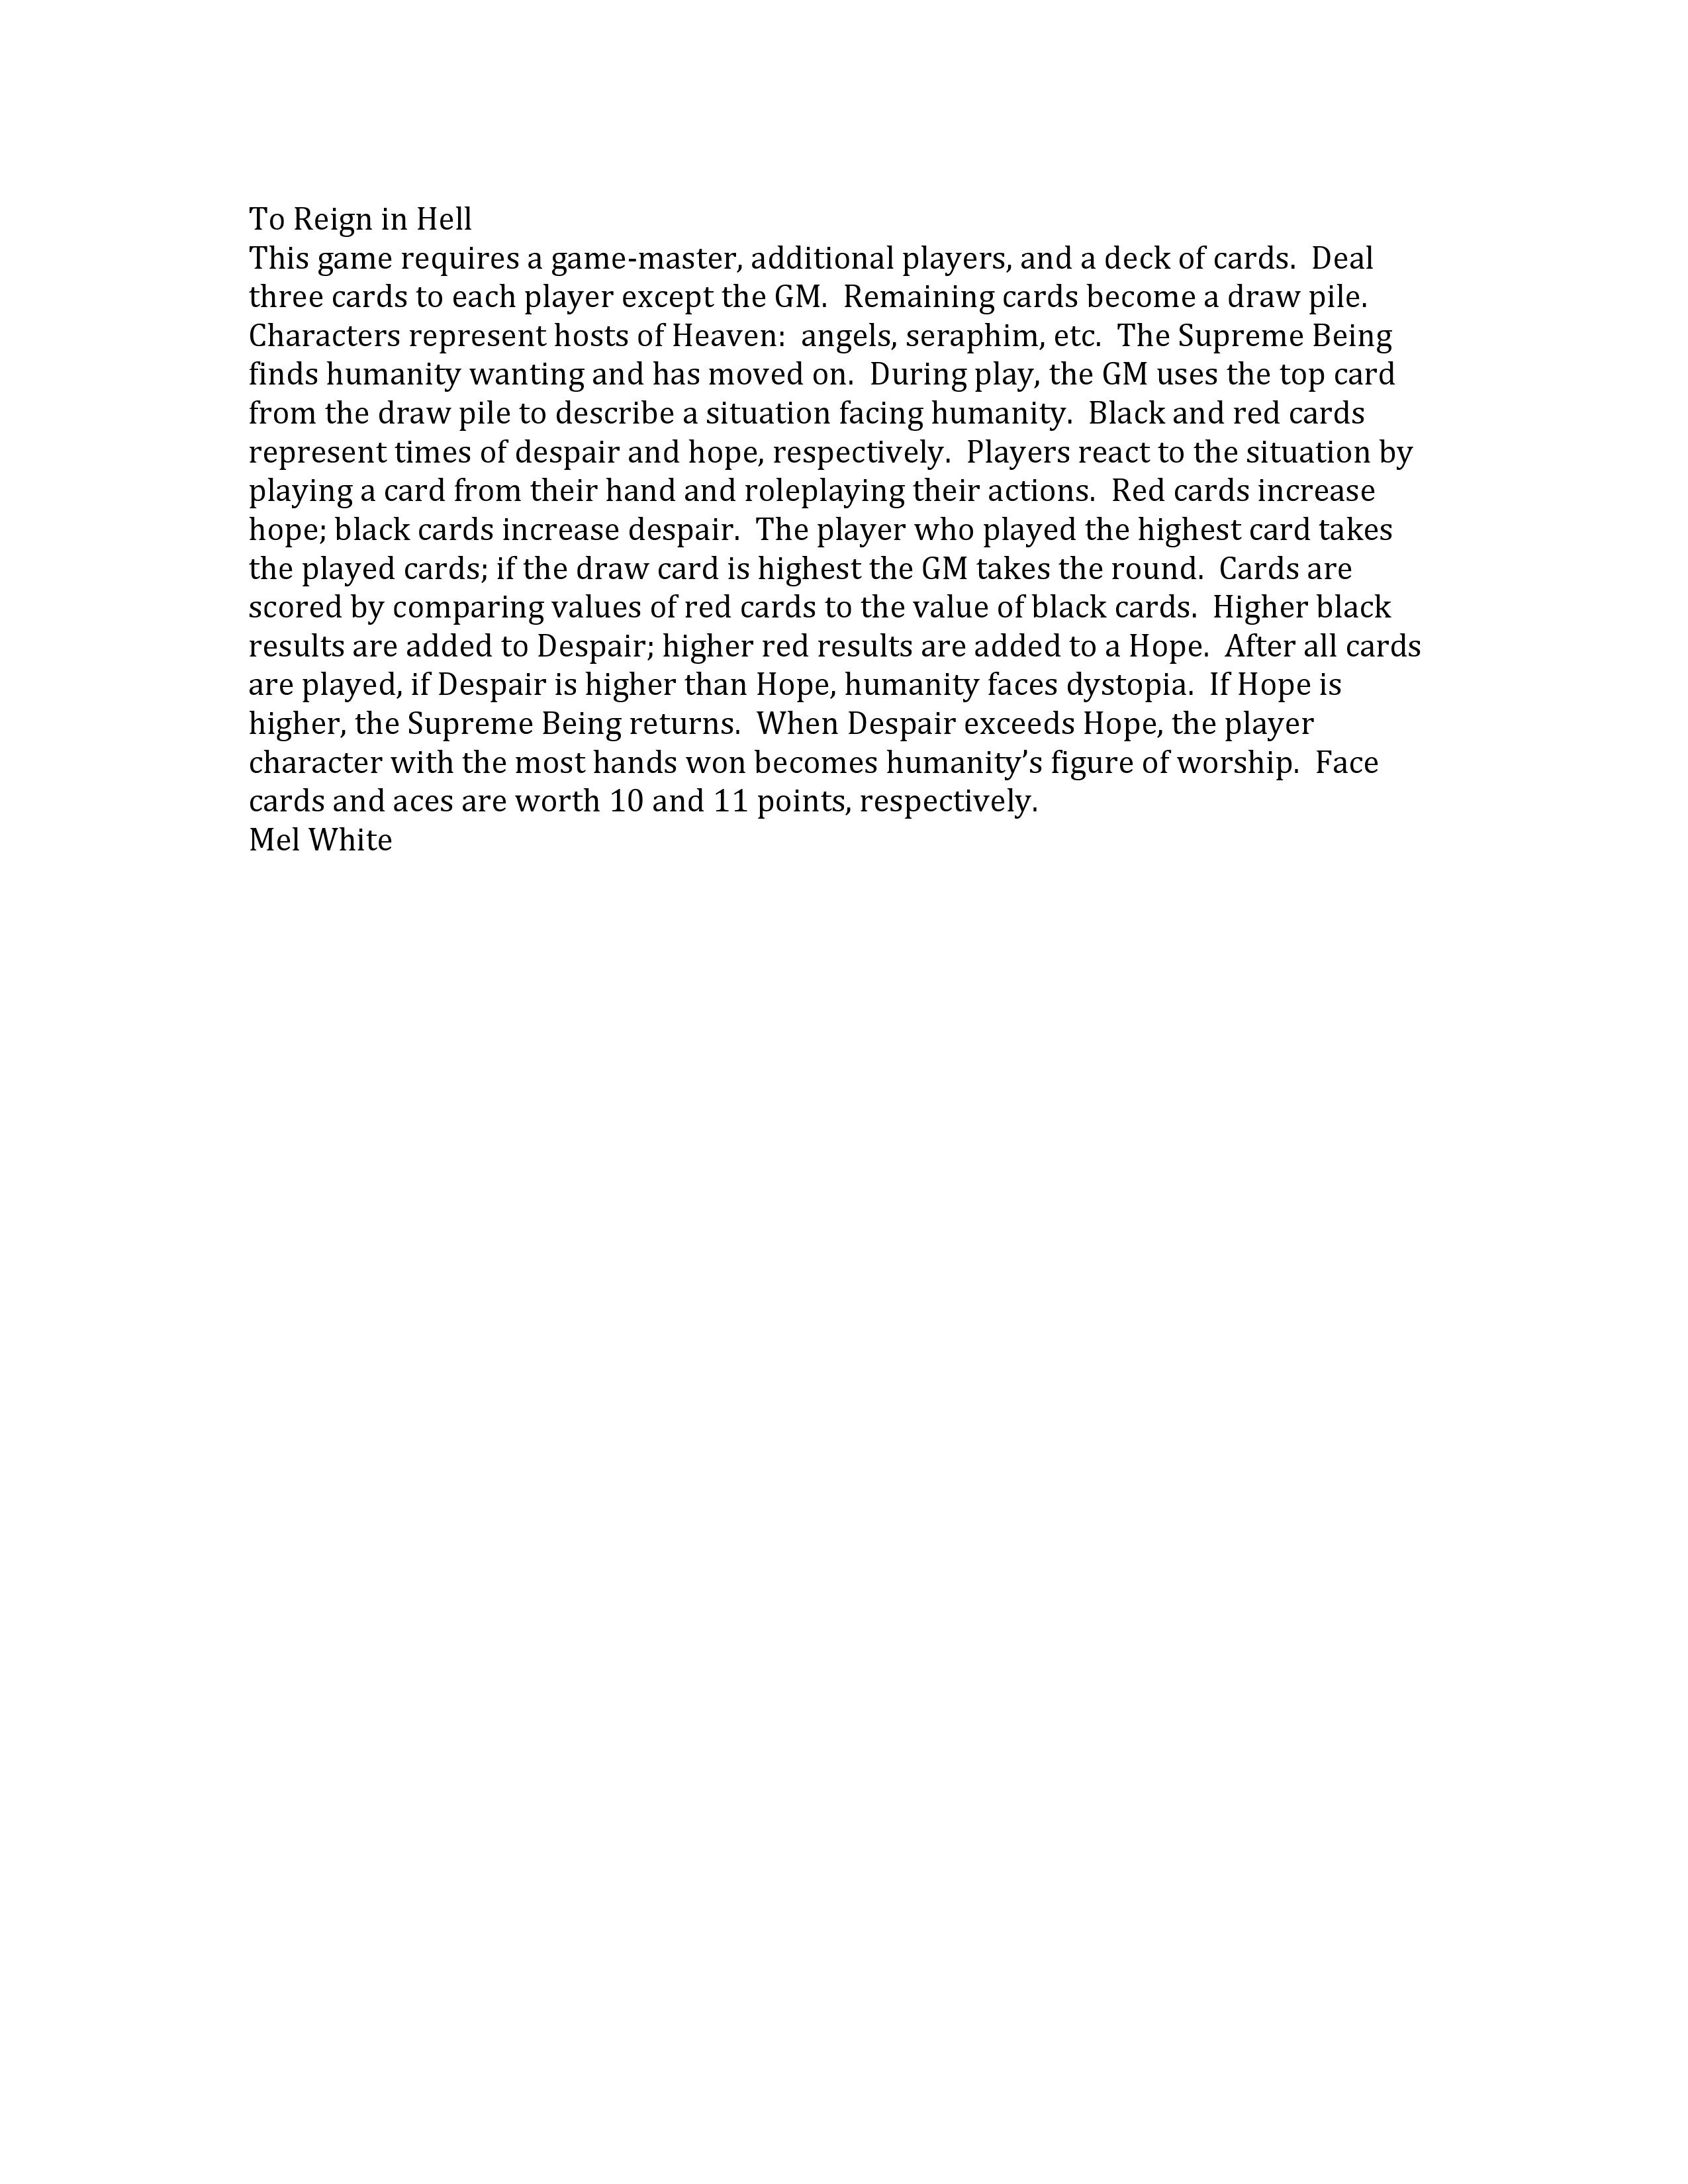 To Reign in Hell
This game requires a game-master, additional players, and a deck of cards.  Deal
three cards to each player except the GM.  Remaining cards become a draw pile.
Characters represent hosts of Heaven:  angels, seraphim, etc.  The Supreme Being
finds humanity wanting and has moved on.  During play, the GM uses the top card
from the draw pile to describe a situation facing humanity.  Black and red cards
represent times of despair and hope, respectively.  Players react to the situation by
playing a card from their hand and roleplaying their actions.  Red cards increase
hope; black cards increase despair.  The player who played the highest card takes
the played cards; if the draw card is highest the GM takes the round.  Cards are
scored by comparing values of red cards to the value of black cards.  Higher black
results are added to Despair; higher red results are added to a Hope.  After all cards
are played, if Despair is higher than Hope, humanity faces dystopia.  If Hope is
higher, the Supreme Being returns.  When Despair exceeds Hope, the player
character with the most hands won becomes humanity’s figure of worship.  Face
cards and aces are worth 10 and 11 points, respectively.
Mel White